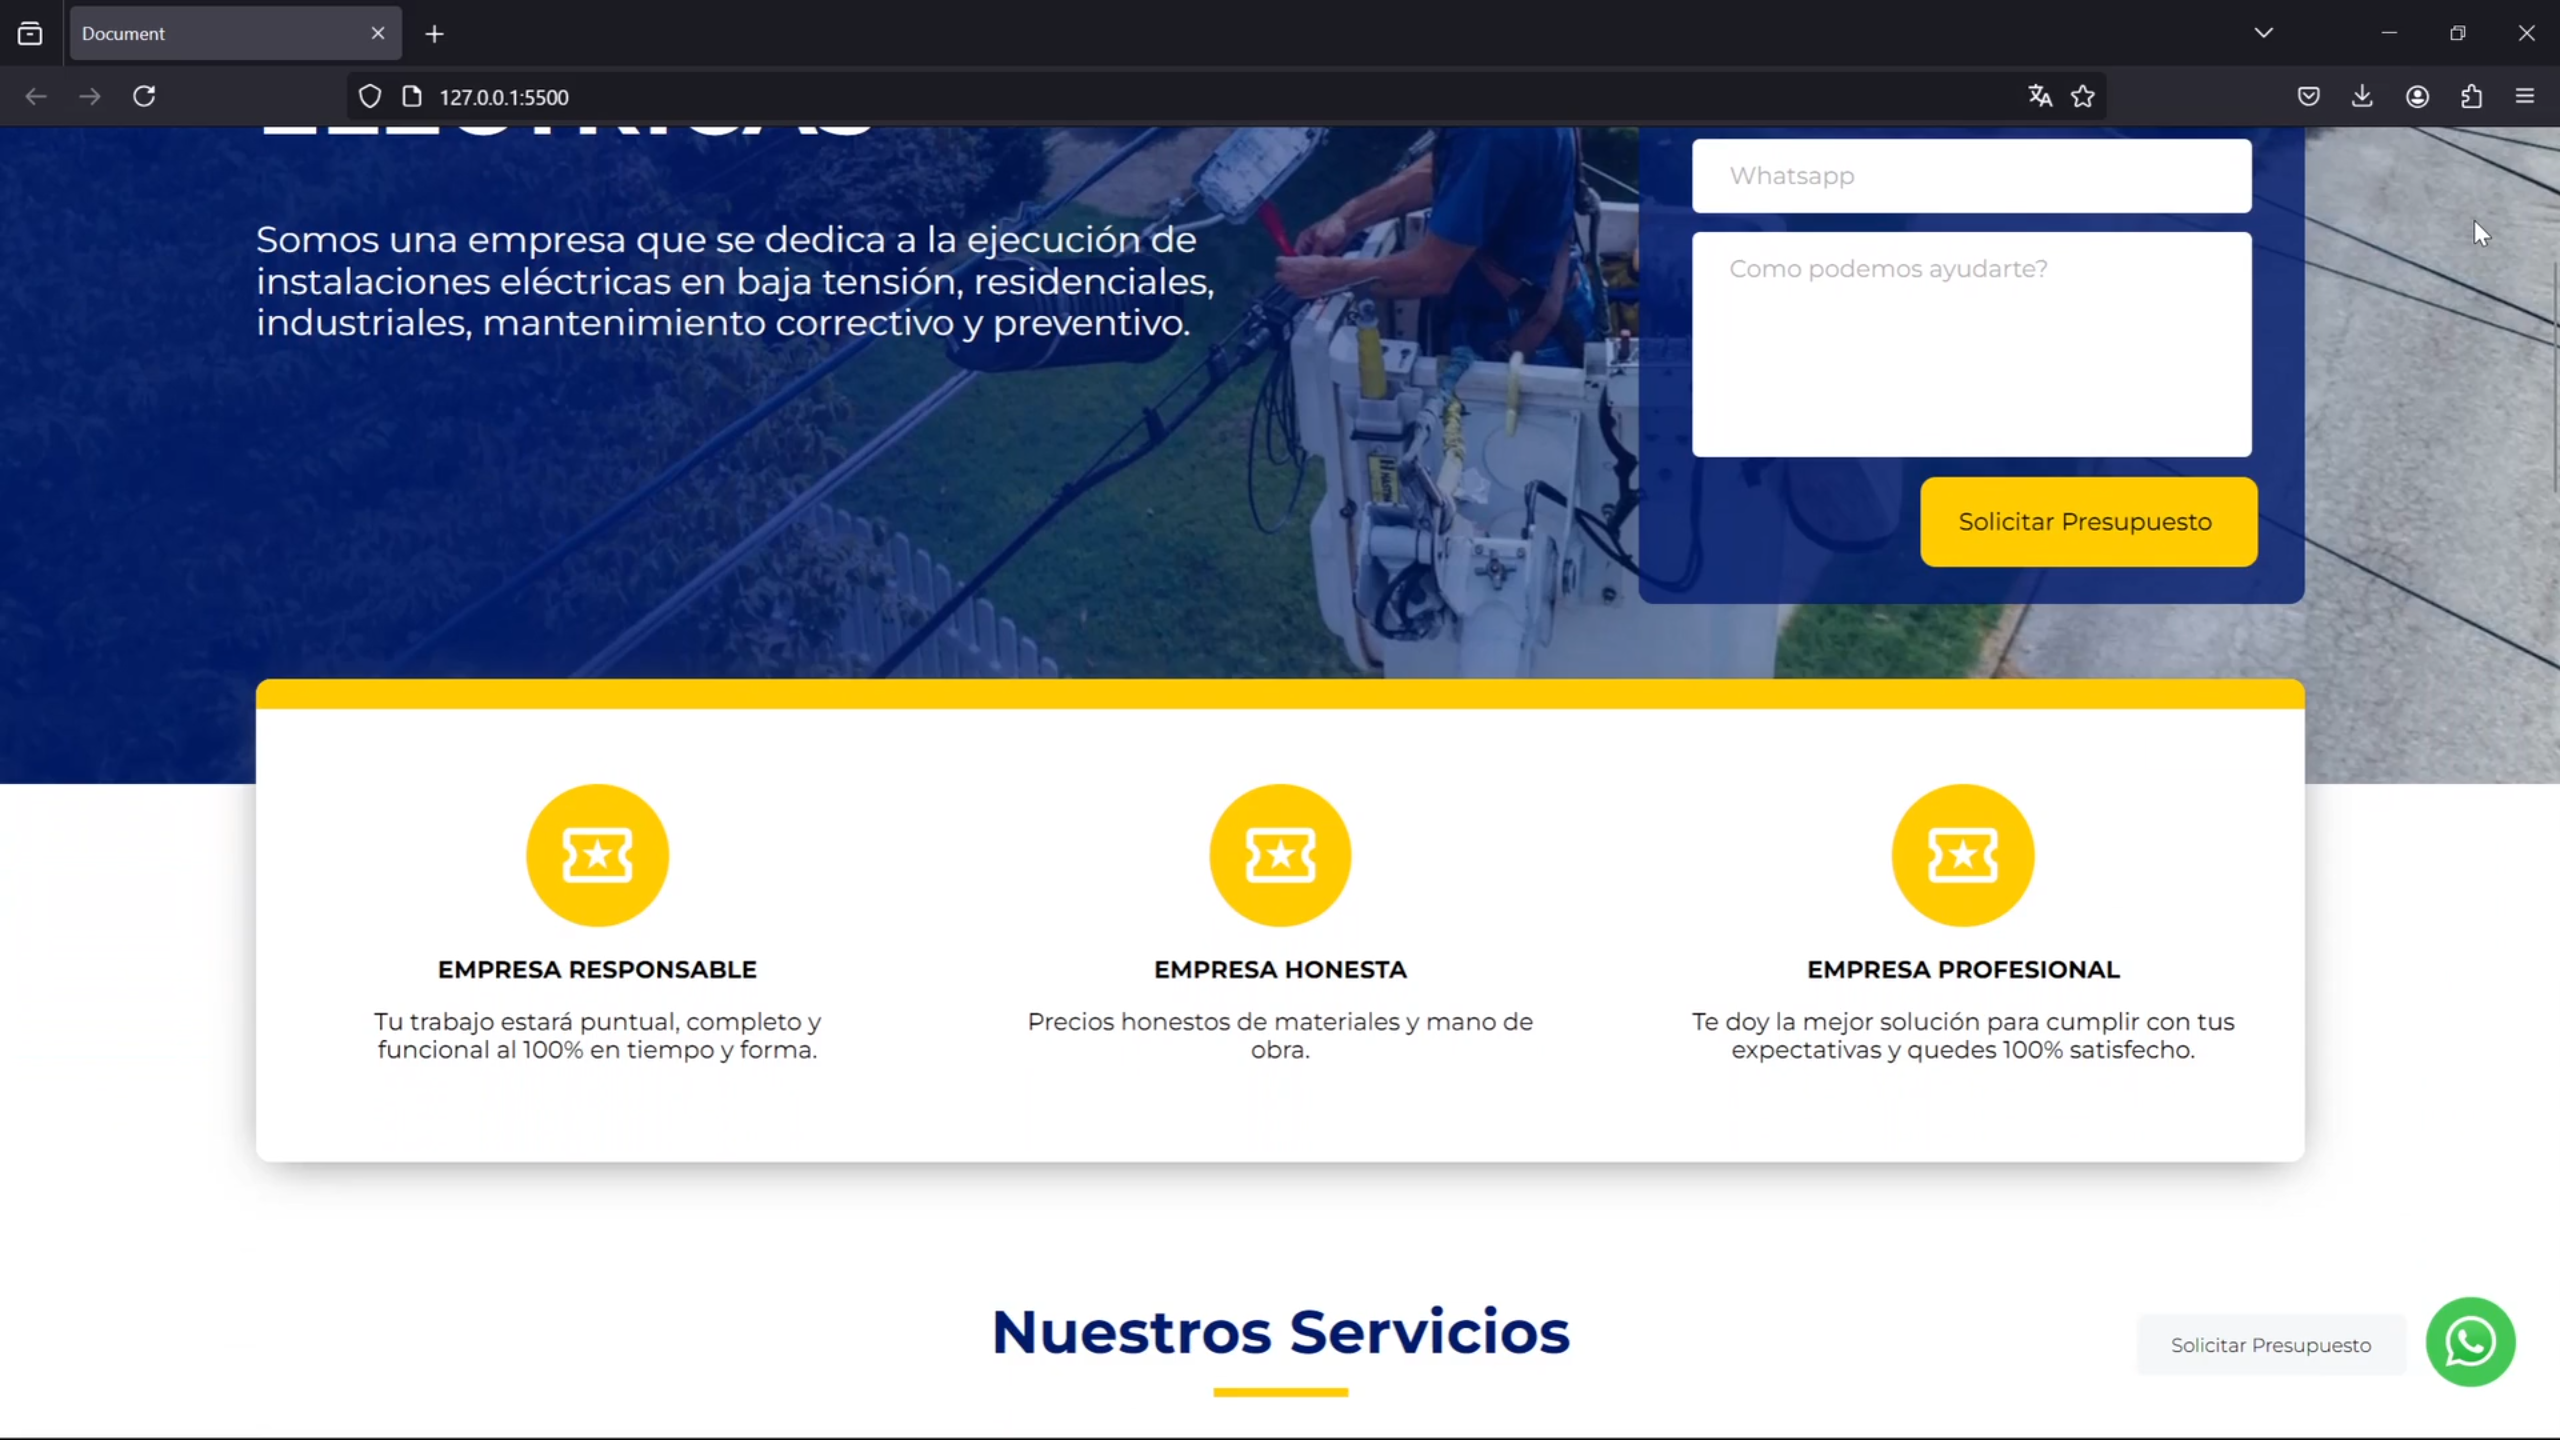 Document
127.0.0.1:5500
ELÉCTRICAS
Somos una empresa que se dedica a la ejecución de
instalaciones eléctricas en baja tensión, residenciales,
industriales, mantenimiento correctivo y preventivo.
Whatsapp
Como podemos ayudarte?
Solicitar Presupuesto
EMPRESA RESPONSABLE
Tu trabajo estará puntual, completo y
funcional al 100% en tiempo y forma.
EMPRESA HONESTA
Precios honestos de materiales y mano de
obra.
EMPRESA PROFESIONAL
Te doy la mejor solución para cumplir con tus
expectativas y quedes 100% satisfecho.
Nuestros Servicios
Solicitar Presupuesto